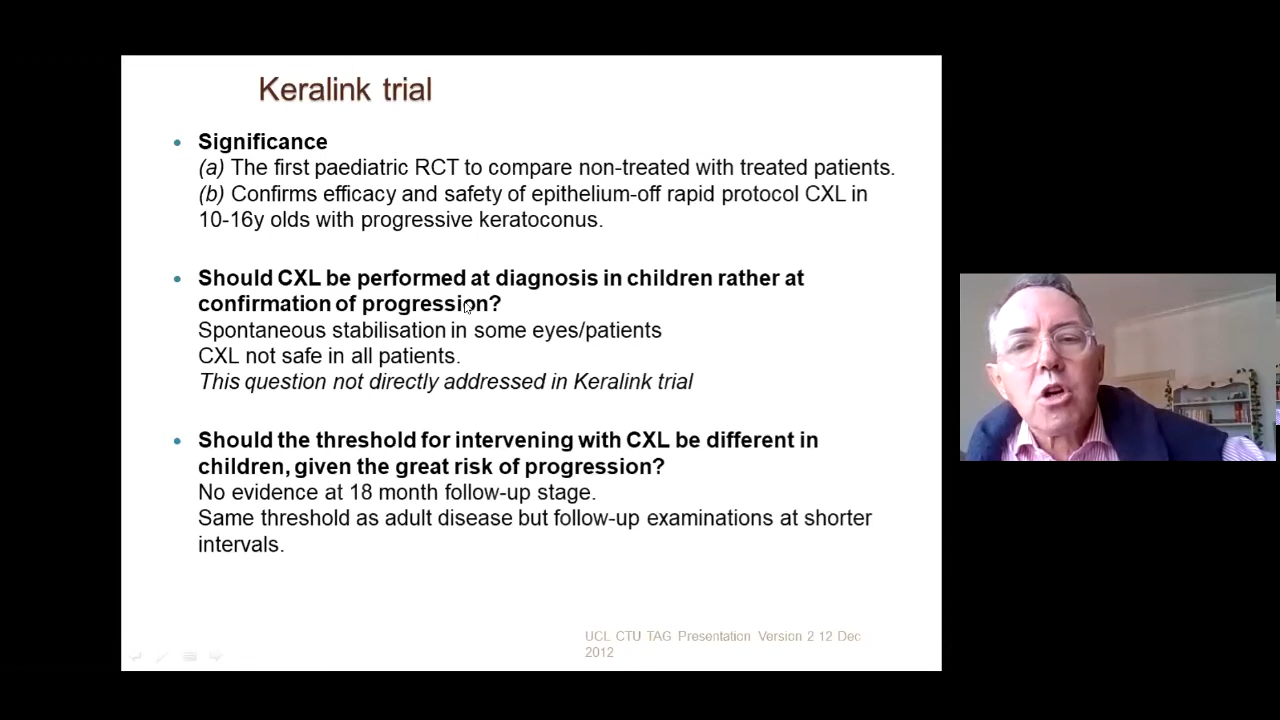 Keralink trial
• Significance
(a) The first paediatric RCT to compare non-treated with treated patients.
(b) Confirms efficacy and safety of epithelium-off rapid protocol CXL in
10-16y olds with progressive keratoconus.
• Should CXL be performed at diagnosis in children rather at
confirmation of progression?
Spontaneous stabilisation in some eyes/patients
CXL not safe in all patients.
This question not directly addressed in Keralink trial
• Should the threshold for intervening with CXL be different in
children, given the great risk of progression?
No evidence at 18 month follow-up stage.
Same threshold as adult disease but follow-up examinations at shorter
intervals.
UCL CTU TAG Presentation Version 2 12 Dec
2012